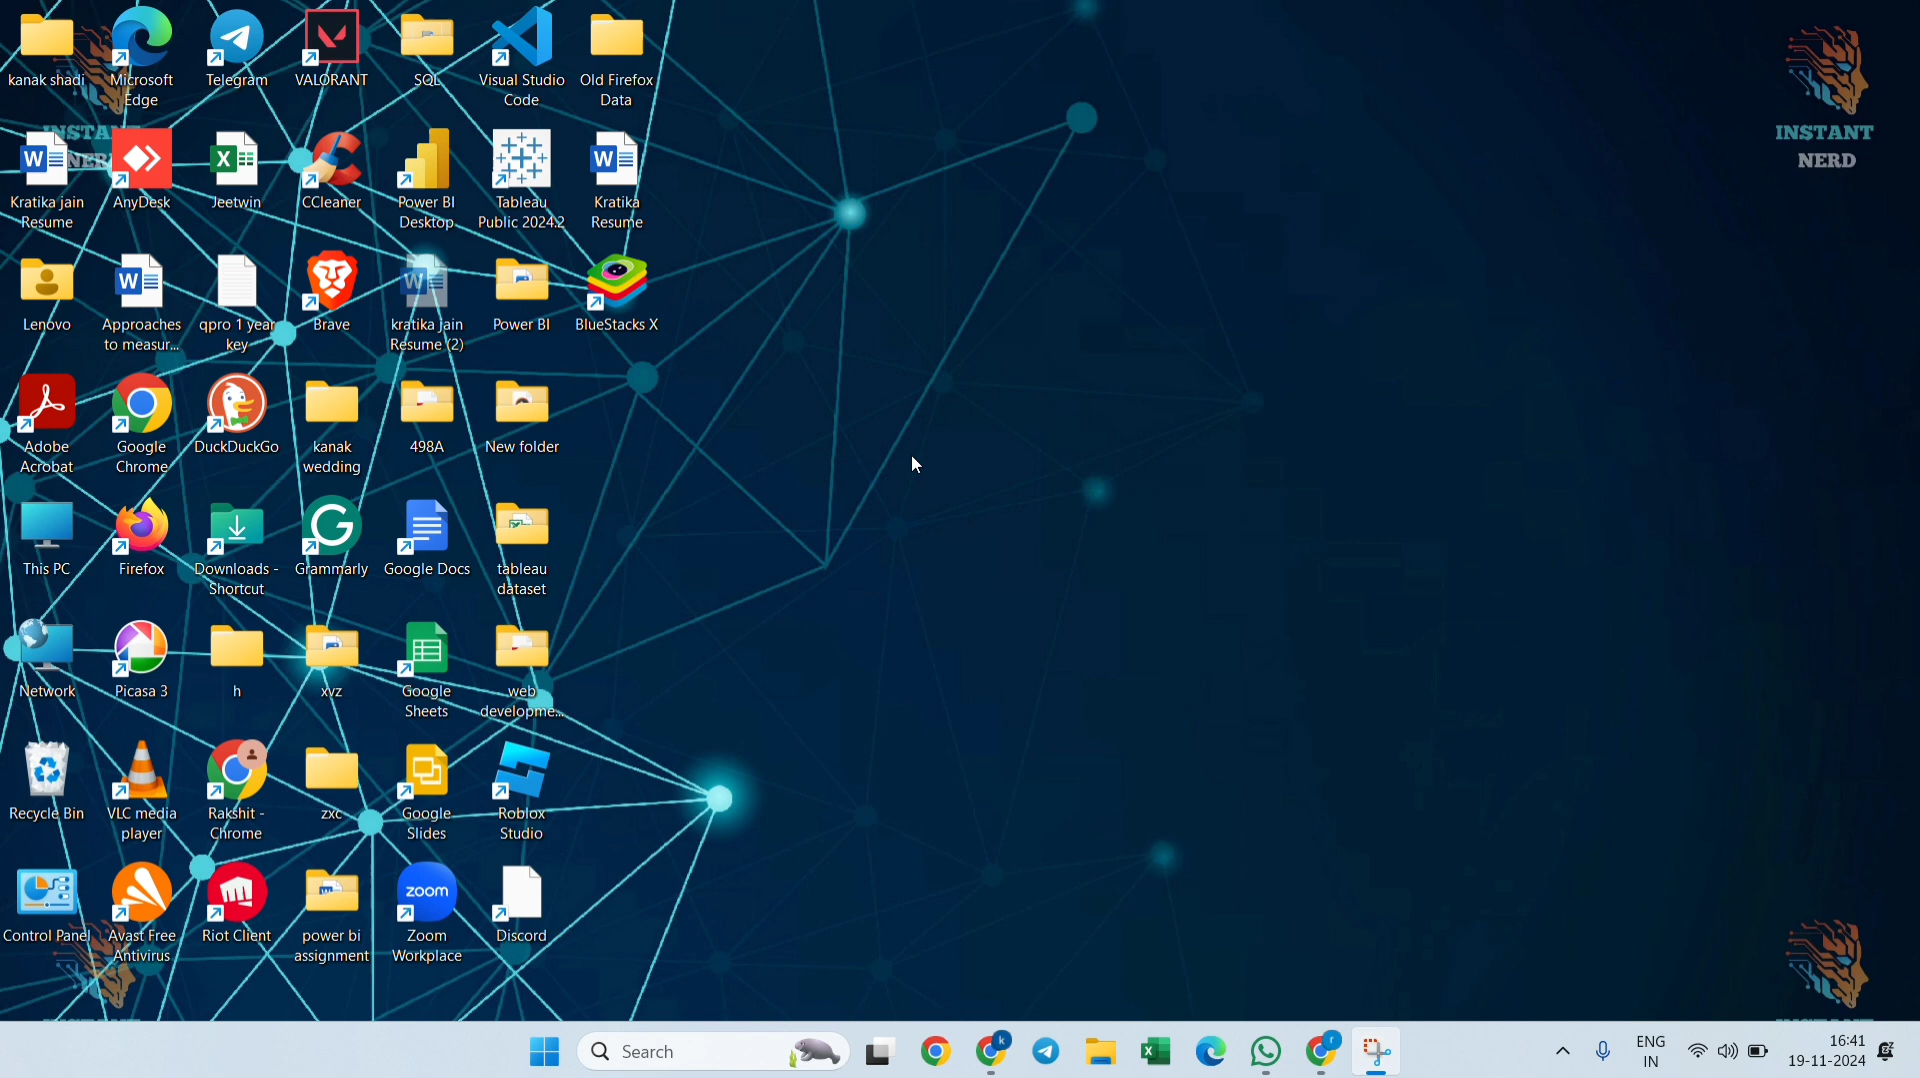 kanak shadi
Microsoft
Edge
Telegram
VALORANT
SQL
Visual Studio
Code
Old Firefox
Data
INSTANT
NERD
INSTANT
NERD
Kratika jain
Resume
AnyDesk
Jeetwin
CCleaner
Power BI
Desktop
Tableau
Public 2024.2
Kratika
Resume
Lenovo
Approaches
to measur...
qpro 1 year
key
Brave
kratika jain
Resume (2)
Power BI
BlueStacks X
Adobe
Acrobat
Google
Chrome
DuckDuckGo
kanak
wedding
498A
New folder
This PC
Firefox
Downloads -
Shortcut
Grammarly
Google Docs
tableau
dataset
Network
Picasa 3
h
xvz
Google
Sheets
web
developme...
Recycle Bin
VLC media
player
Rakshit -
Chrome
zxc
Google
Slides
Roblox
Studio
Control Panel
Avast Free
Antivirus
Riot Client
power bi
assignment
zoom
Zoom
Workplace
Discord
Search
k
r
ENG
IN
16:41
19-11-2024